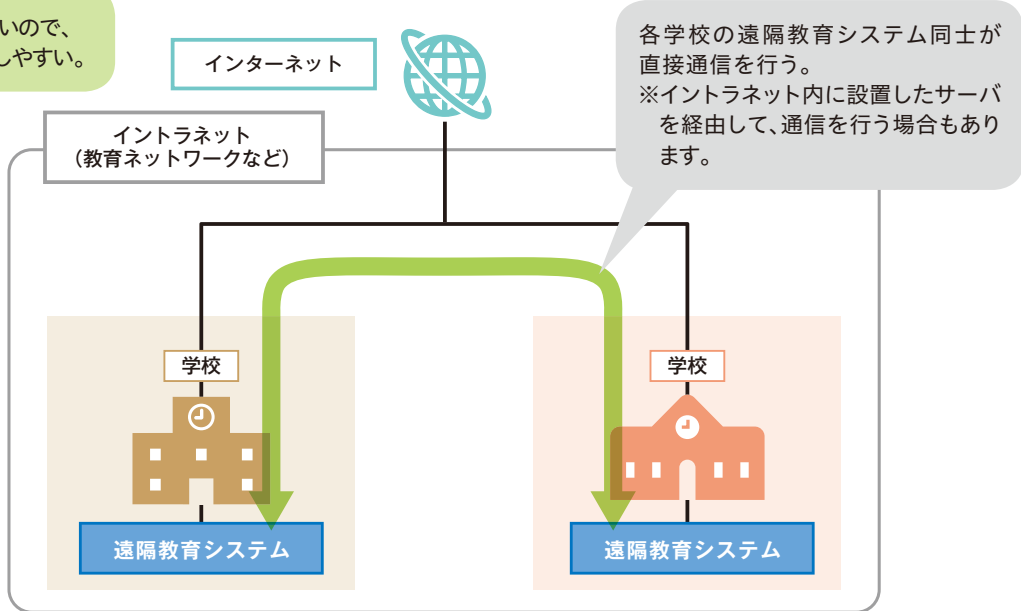 いので、
しやすい。
インターネット
各学校の遠隔教育システム同士が
直接通信を行う。
※イントラネット内に設置したサーバ
を経由して、通信を行う場合もあり
ます。
イントラネット
（教育ネットワークなど）
学校
学校
遠隔教育システム
遠隔教育システム